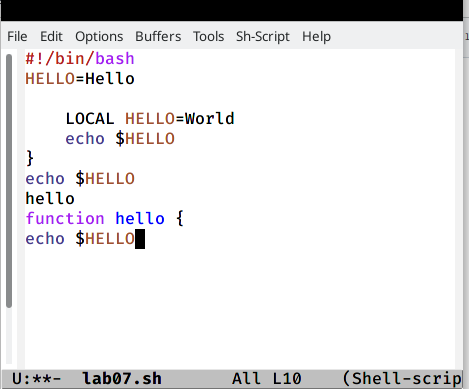 File Edit Options Buffers Tools Sh-Script Help
#!/bin/bash
HELLO=Hello
    LOCAL HELLO=World
    echo $HELLO
}
echo $HELLO
hello
function hello {
echo $HELLO
U:**-  lab07.sh       All L10    (Shell-scrip